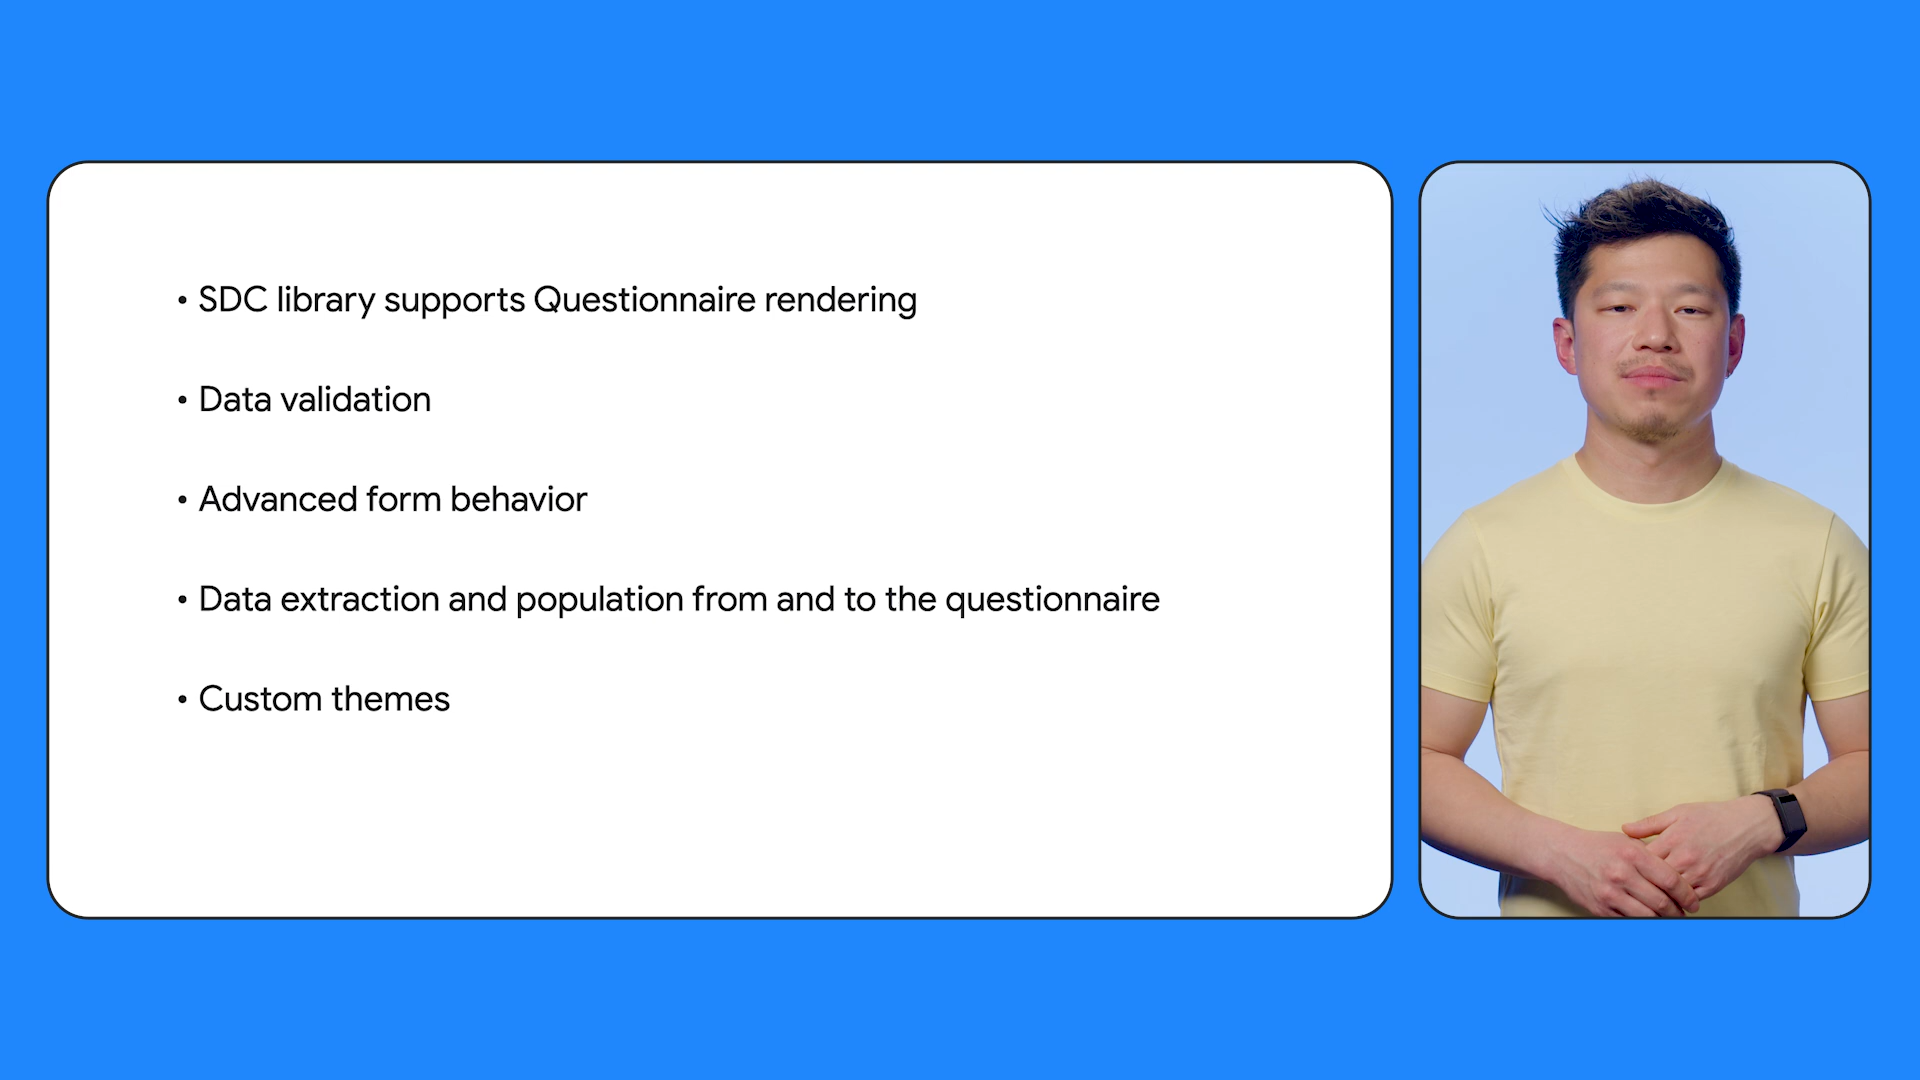 • SDC library supports Questionnaire rendering
• Data validation
• Advanced form behavior
• Data extraction and population from and to the questionnaire
• Custom themes